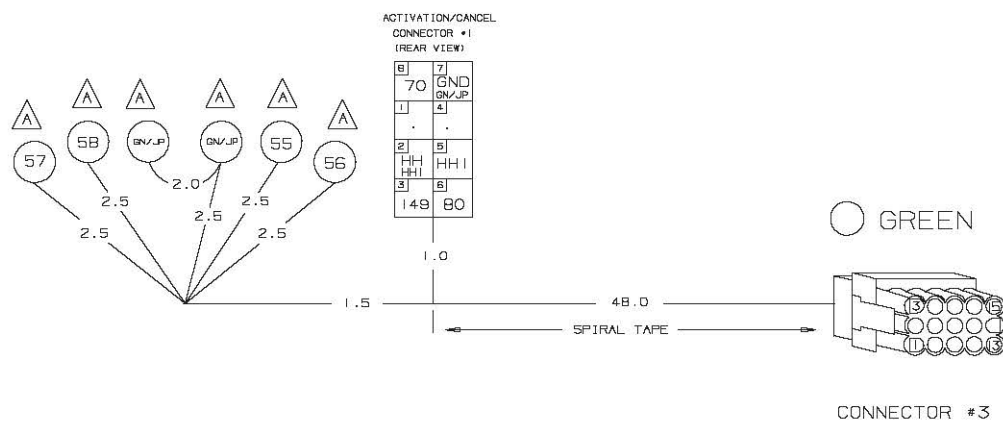 ACTIVATION/CANCEL
CONNECTOR #1
(REAR VIEW)
8 7
70 GND
GN/JP
1 4
. .
2 5
HH HH1
HH1
3 6
149 80
A A A A A A
57 58 GN/JP GN/JP 55 56
2.0
2.5 2.5 2.5 2.5 2.5
1.0
1.5 48.0
SPIRAL TAPE
GREEN
13 15
1 13
CONNECTOR #3